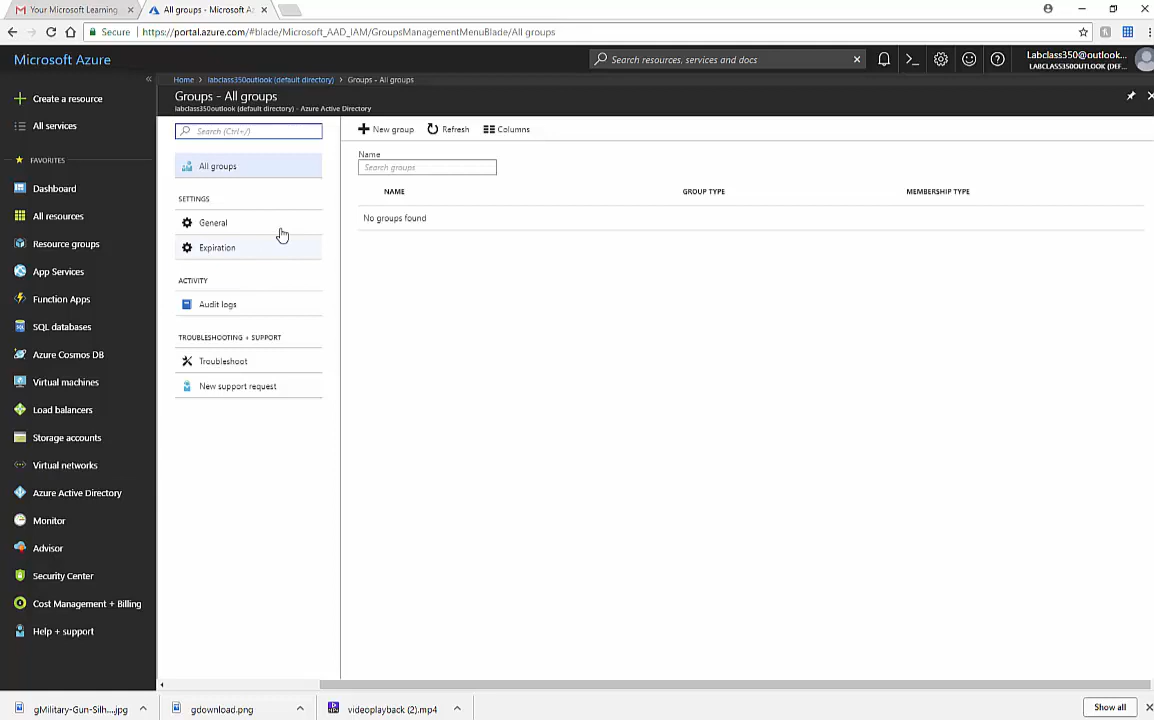 Your Microsoft Learning
All groups - Microsoft Az
Secure
https://portal.azure.com/#blade/Microsoft_AAD_IAM/GroupsManagementMenuBlade/All groups
Microsoft Azure
Search resources, services and docs
Labclass350@outlook...
LABCLASS350OUTLOOK (DEF...
Home > labclass350outlook (default directory) > Groups - All groups
Groups - All groups
labclass350outlook (default directory) - Azure Active Directory
Create a resource
All services
FAVORITES
Dashboard
All resources
Resource groups
App Services
Function Apps
SQL databases
Azure Cosmos DB
Virtual machines
Load balancers
Storage accounts
Virtual networks
Azure Active Directory
Monitor
Advisor
Security Center
Cost Management + Billing
Help + support
Search (Ctrl+/)
All groups
SETTINGS
General
Expiration
ACTIVITY
Audit logs
TROUBLESHOOTING + SUPPORT
Troubleshoot
New support request
New group
Refresh
Columns
Name
Search groups
NAME
GROUP TYPE
MEMBERSHIP TYPE
No groups found
gMilitary-Gun-Silh....jpg
gdownload.png
videoplayback (2).mp4
Show all